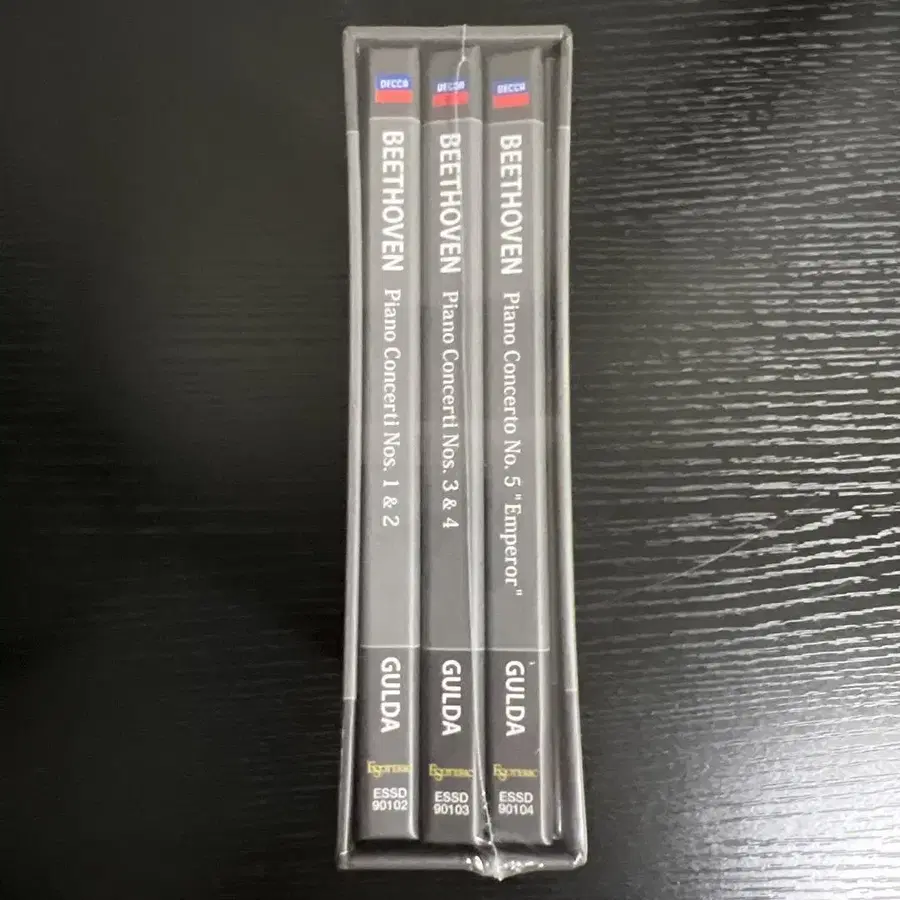 DECCA
BEETHOVEN Piano Concerti Nos. 1 & 2
GULDA
ESOTERIC
ESSD
90102
DECCA
BEETHOVEN Piano Concerti Nos. 3 & 4
GULDA
ESOTERIC
ESSD
90103
DECCA
BEETHOVEN Piano Concerto No. 5 "Emperor"
GULDA
ESOTERIC
ESSD
90104